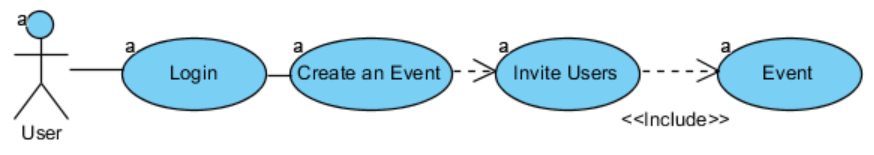 a
a
a
a
a
Login
Create an Event
Invite Users
Event
<<Include>>
User